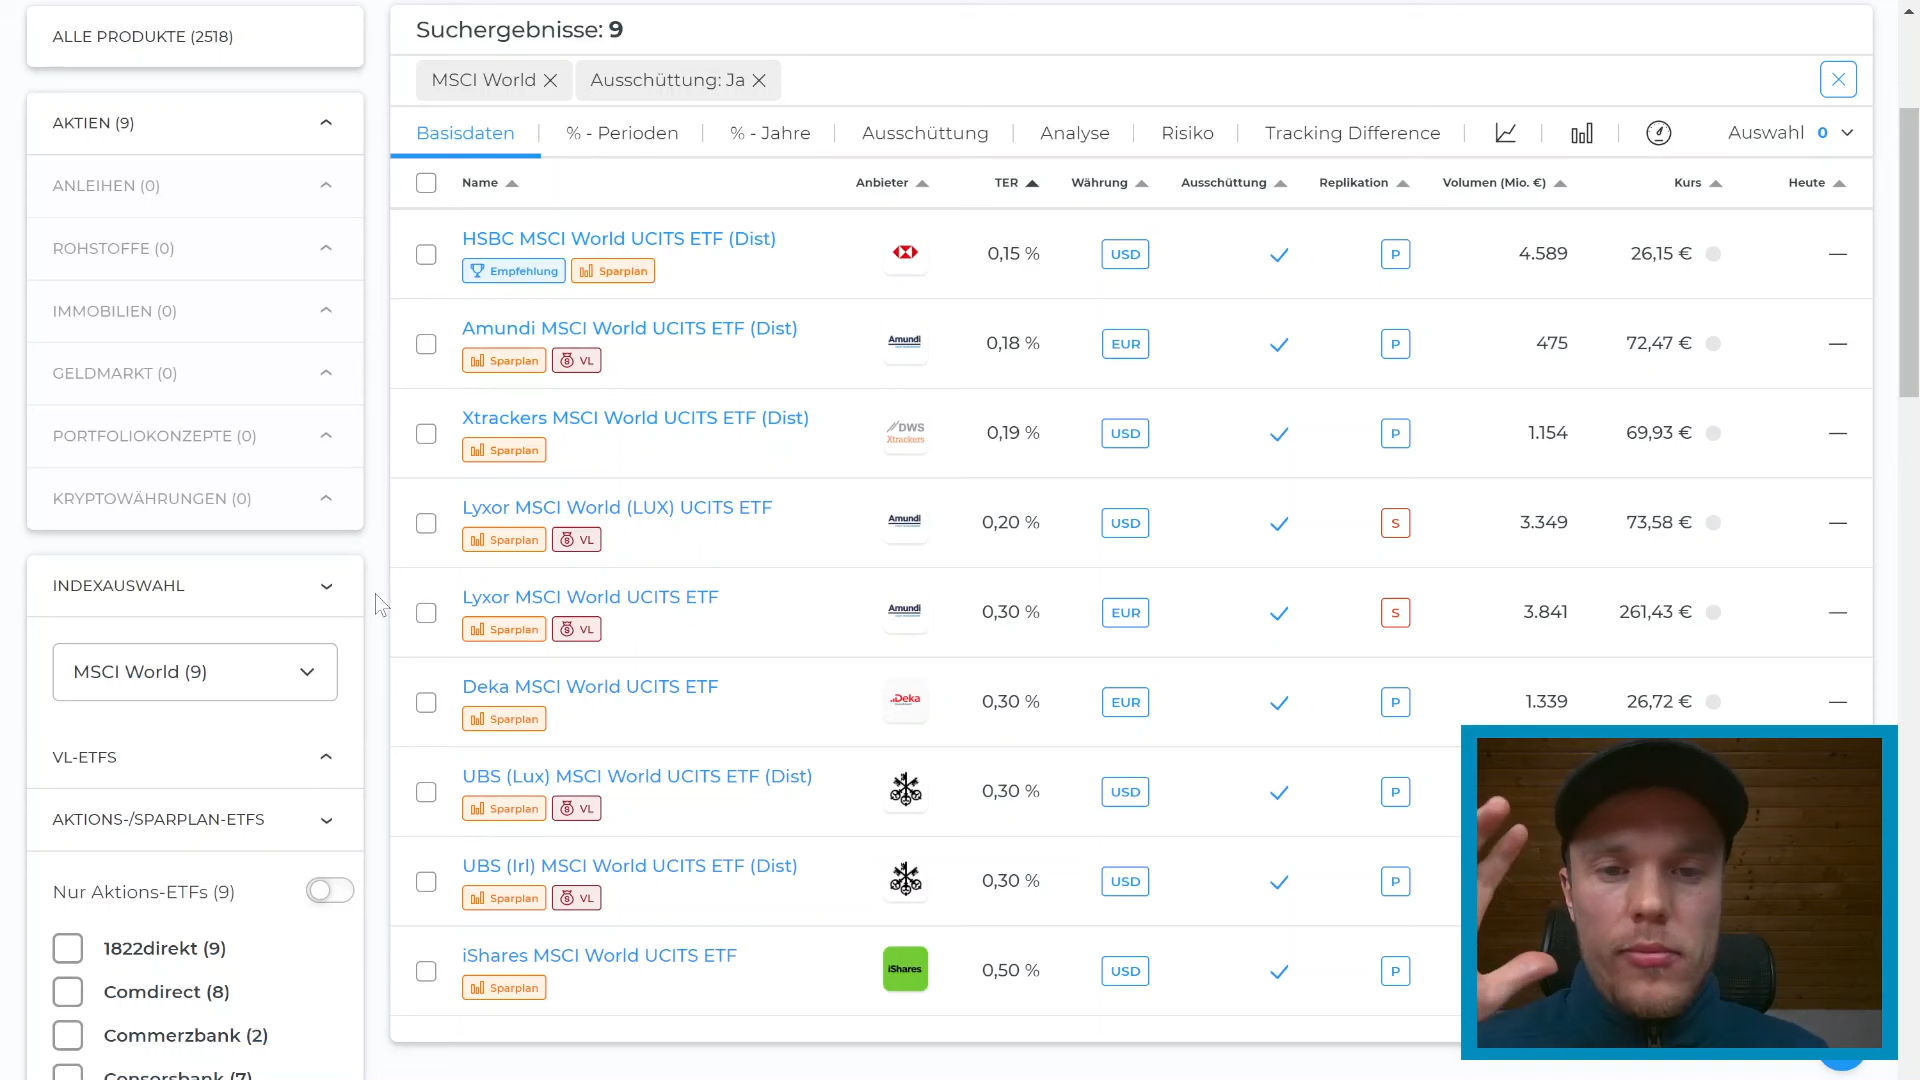 ALLE PRODUKTE (2518)
AKTIEN (9)
ANLEIHEN (0)
ROHSTOFFE (0)
IMMOBILIEN (0)
GELDMARKT (0)
PORTFOLIOKONZEPTE (0)
KRYPTOWÄHRUNGEN (0)
INDEXAUSWAHL
MSCI World (9)
VL-ETFS
AKTIONS-/SPARPLAN-ETFS
Nur Aktions-ETFs (9)
1822direkt (9)
Comdirect (8)
Commerzbank (2)
Consorsbank (7)
Suchergebnisse: 9
MSCI World Ausschüttung: Ja
Basisdaten % - Perioden % - Jahre Ausschüttung Analyse Risiko Tracking Difference Auswahl 0
Name Anbieter TER Währung Ausschüttung Replikation Volumen (Mio. €) Kurs Heute
HSBC MSCI World UCITS ETF (Dist) 0,15 % USD P 4.589 26,15 € —
Empfehlung Sparplan
Amundi MSCI World UCITS ETF (Dist) Amundi 0,18 % EUR P 475 72,47 € —
Sparplan VL
Xtrackers MSCI World UCITS ETF (Dist) DWS Xtrackers 0,19 % USD P 1.154 69,93 € —
Sparplan
Lyxor MSCI World (LUX) UCITS ETF Amundi 0,20 % USD S 3.349 73,58 € —
Sparplan VL
Lyxor MSCI World UCITS ETF Amundi 0,30 % EUR S 3.841 261,43 € —
Sparplan VL
Deka MSCI World UCITS ETF Deka 0,30 % EUR P 1.339 26,72 € —
Sparplan
UBS (Lux) MSCI World UCITS ETF (Dist) 0,30 % USD P
Sparplan VL
UBS (Irl) MSCI World UCITS ETF (Dist) 0,30 % USD P
Sparplan VL
iShares MSCI World UCITS ETF iShares 0,50 % USD P
Sparplan